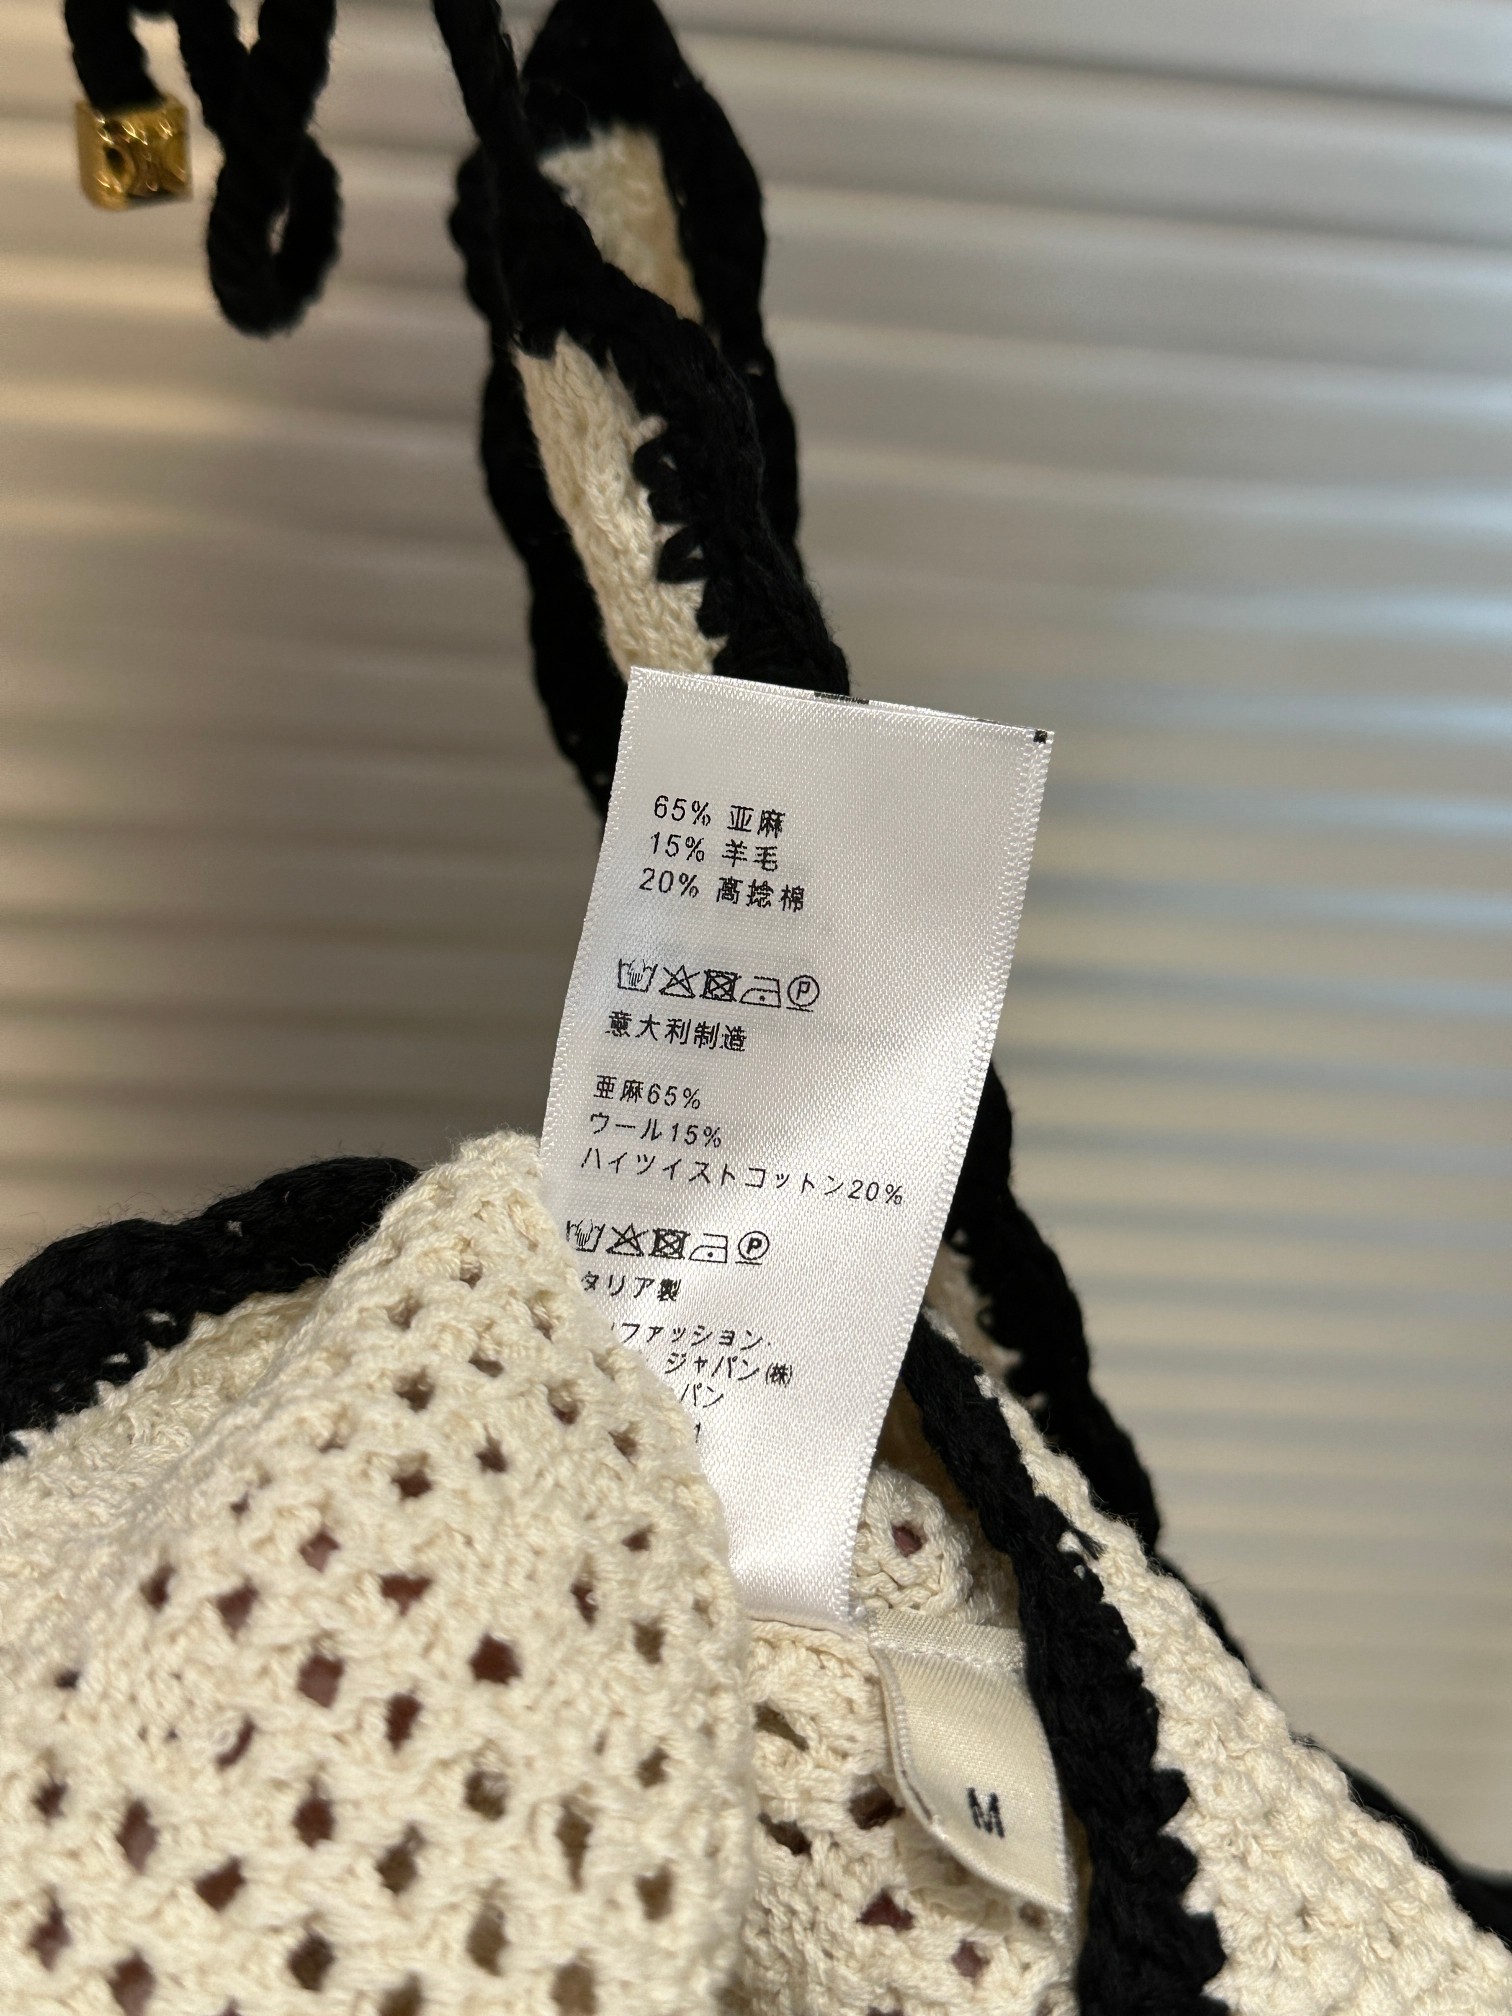 65% 亚麻
15% 羊毛
20% 高捻棉
意大利制造
亜麻65%
ウール15%
ハイツイストコットン20%
タリア製
ファッション・
ジャパン㈱
パン
M